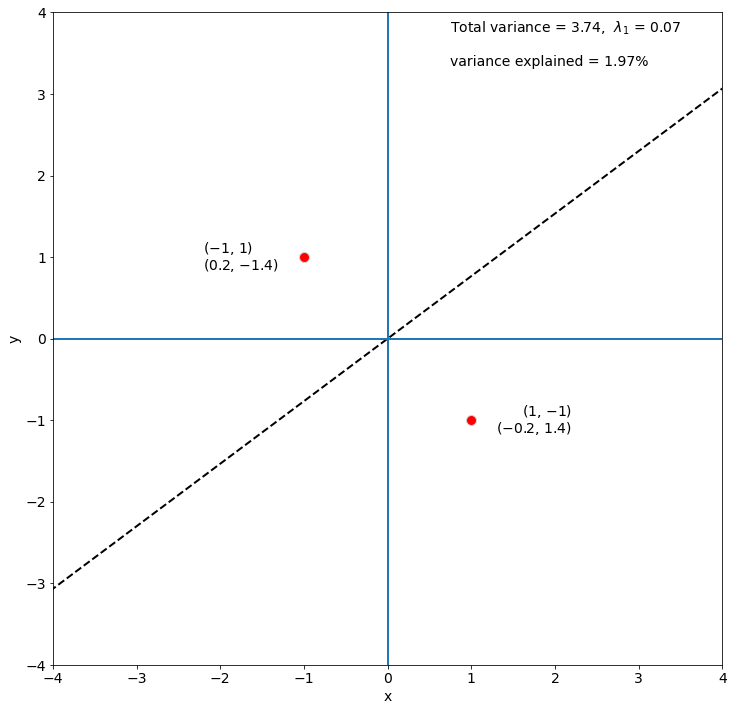 Total variance = 3.74, λ₁ = 0.07
variance explained = 1.97%
4
3
2
1
0
−1
−2
−3
−4
y
(−1, 1)
(0.2, −1.4)
(1, −1)
(−0.2, 1.4)
−4 −3 −2 −1 0 1 2 3 4
x